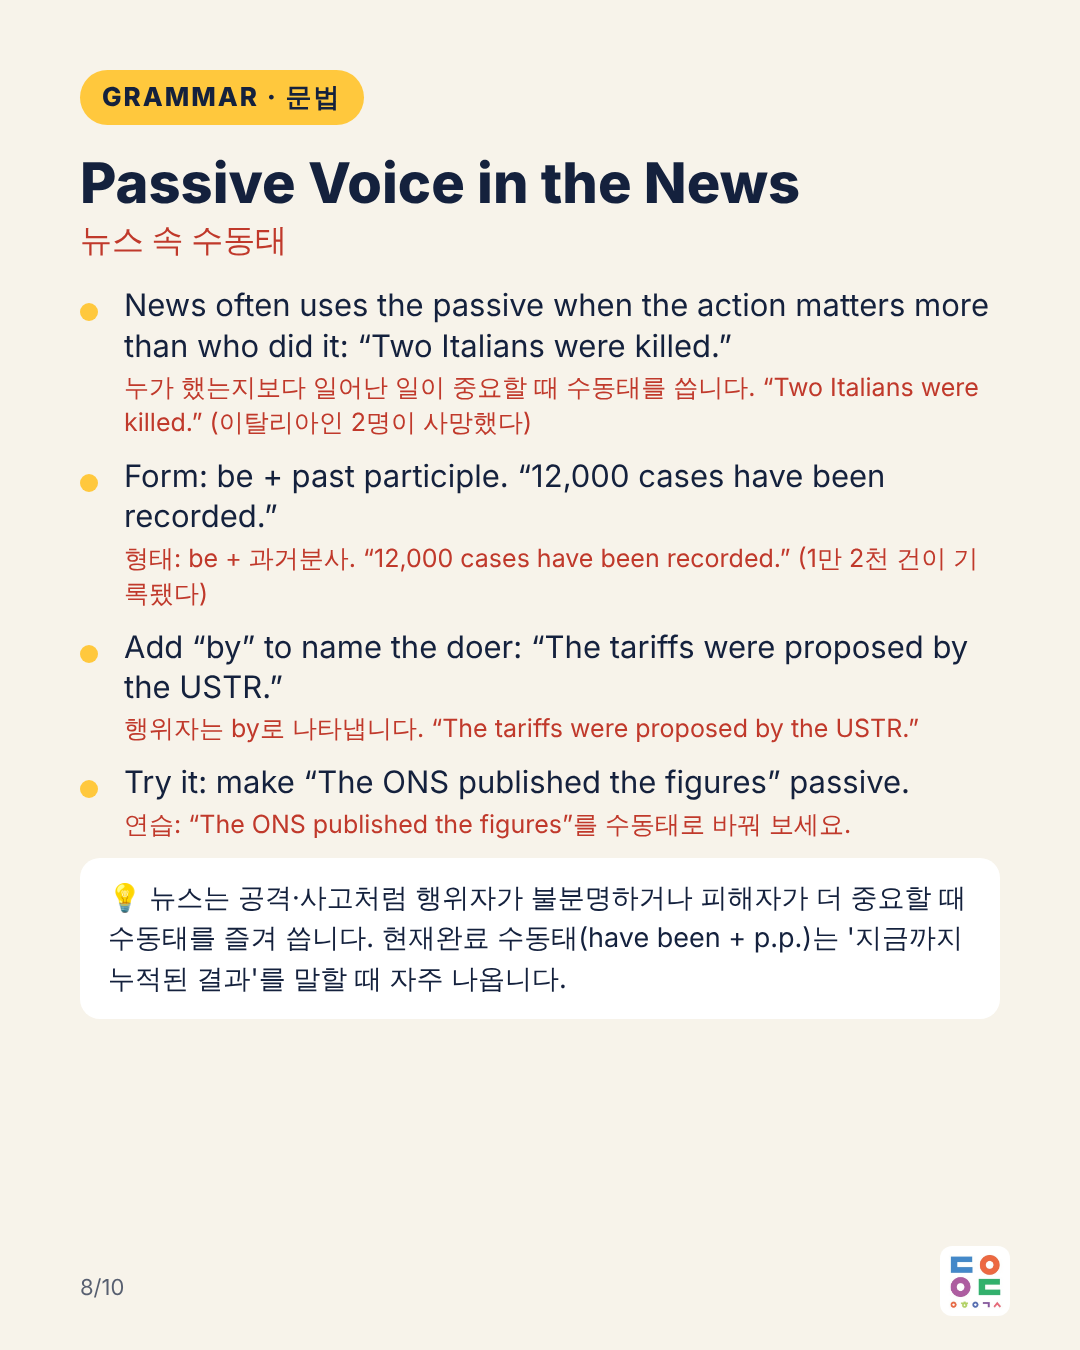 GRAMMAR · 문법
Passive Voice in the News
뉴스 속 수동태
News often uses the passive when the action matters more
than who did it: “Two Italians were killed.”
누가 했는지보다 일어난 일이 중요할 때 수동태를 씁니다. “Two Italians were
killed.” (이탈리아인 2명이 사망했다)
Form: be + past participle. “12,000 cases have been
recorded.”
형태: be + 과거분사. “12,000 cases have been recorded.” (1만 2천 건이 기
록됐다)
Add “by” to name the doer: “The tariffs were proposed by
the USTR.”
행위자는 by로 나타냅니다. “The tariffs were proposed by the USTR.”
Try it: make “The ONS published the figures” passive.
연습: “The ONS published the figures”를 수동태로 바꿔 보세요.
💡 뉴스는 공격·사고처럼 행위자가 불분명하거나 피해자가 더 중요할 때
수동태를 즐겨 씁니다. 현재완료 수동태(have been + p.p.)는 '지금까지
누적된 결과'를 말할 때 자주 나옵니다.
8/10
ㄷㅇ
ㅇㄷ
ㅇㅎㅇㄱㅅ